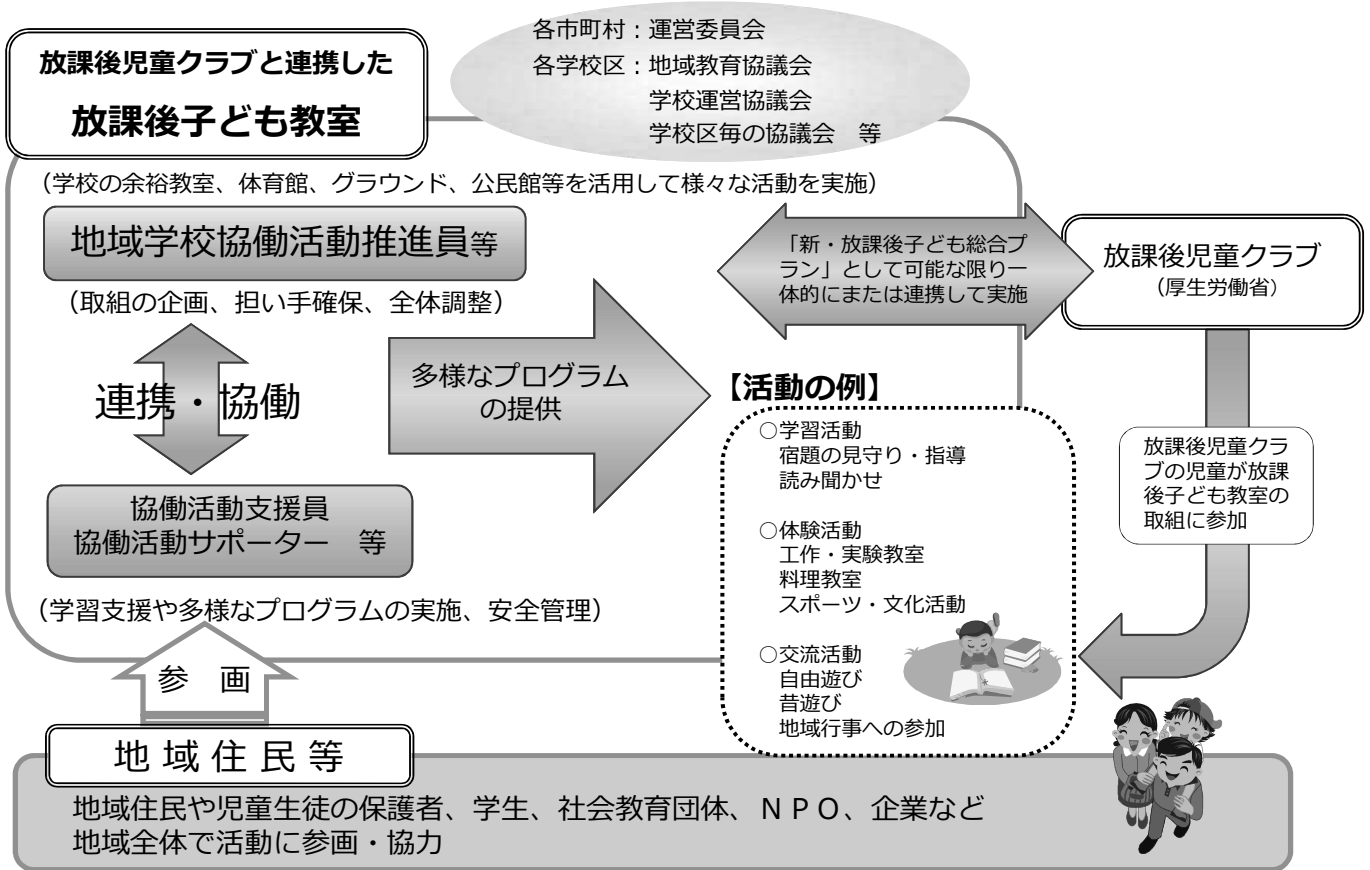 各市町村：運営委員会
各学校区：地域教育協議会
学校運営協議会
学校区毎の協議会　等
放課後児童クラブと連携した
放課後子ども教室
（学校の余裕教室、体育館、グラウンド、公民館等を活用して様々な活動を実施）
地域学校協働活動推進員等
（取組の企画、担い手確保、全体調整）
連携・協働
協働活動支援員
協働活動サポーター　等
（学習支援や多様なプログラムの実施、安全管理）
多様なプログラム
の提供
「新・放課後子ども総合プ
ラン」として可能な限り一
体的にまたは連携して実施
放課後児童クラブ
（厚生労働省）
【活動の例】
○学習活動
宿題の見守り・指導
読み聞かせ
○体験活動
工作・実験教室
料理教室
スポーツ・文化活動
○交流活動
自由遊び
昔遊び
地域行事への参加
放課後児童クラ
ブの児童が放課
後子ども教室の
取組に参加
参　画
地域住民等
地域住民や児童生徒の保護者、学生、社会教育団体、ＮＰＯ、企業など
地域全体で活動に参画・協力